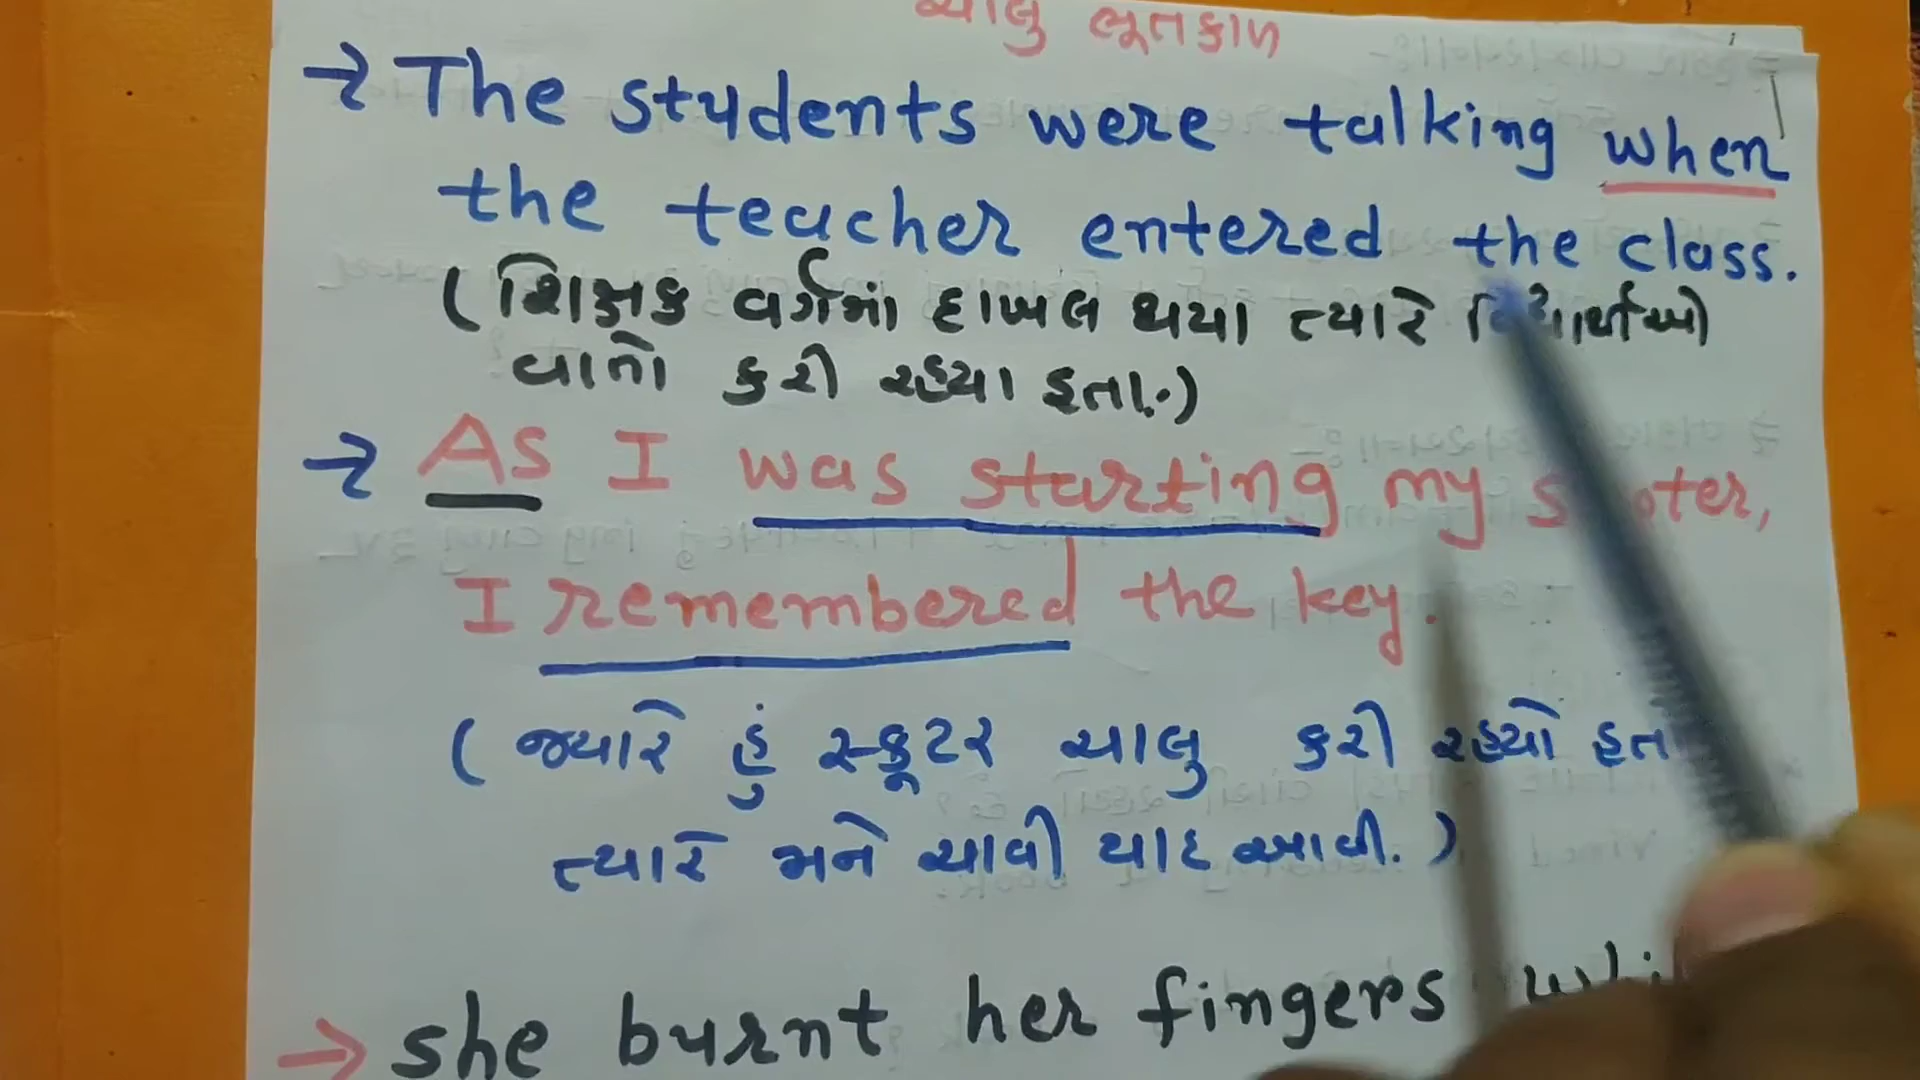 ચાલુ ભૂતકાળ
→ The students were talking when
the teacher entered the class.
(શિક્ષક વર્ગમાં દાખલ થયા ત્યારે વિદ્યાર્થીઓ
વાતો કરી રહ્યા હતા.)
→ As I was starting my scooter,
I remembered the key.
(જ્યારે હું સ્કૂટર ચાલુ કરી રહ્યો
ત્યારે મને ચાવી યાદ આવી.)
→ she burnt her fingers